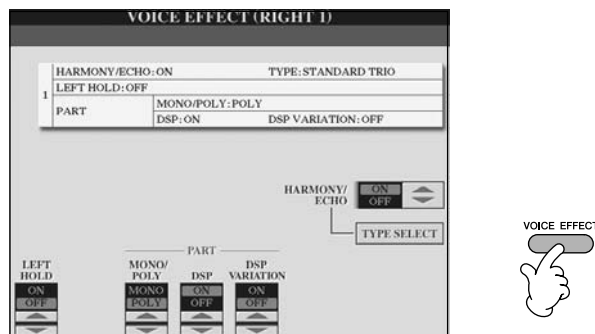 VOICE EFFECT (RIGHT 1)
HARMONY/ECHO: ON TYPE: STANDARD TRIO
1
LEFT HOLD: OFF
PART
MONO/POLY: POLY
DSP: ON DSP VARIATION: OFF
HARMONY/
ECHO
ON
OFF
TYPE SELECT
VOICE EFFECT
PART
LEFT
HOLD
MONO/
POLY
DSP
DSP
VARIATION
ON
OFF
MONO
POLY
ON
OFF
ON
OFF